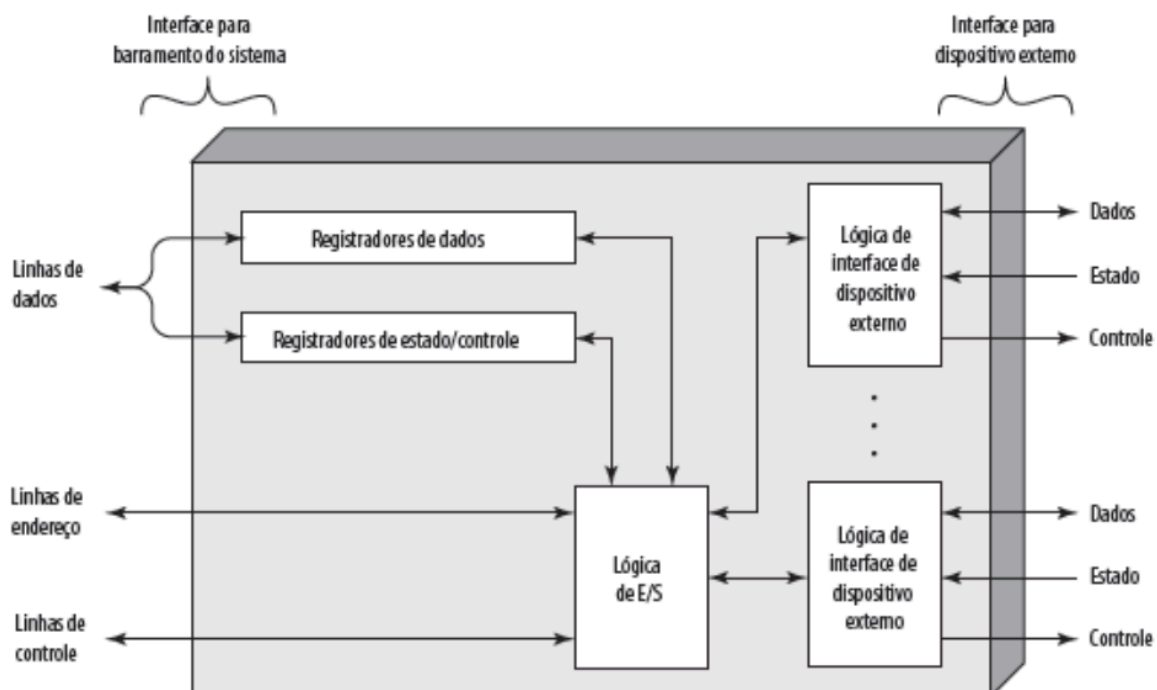 Interface para
barramento do sistema
Interface para
dispositivo externo
Linhas de
dados
Registradores de dados
Registradores de estado/controle
Lógica de
interface de
dispositivo
externo
Dados
Estado
Controle
Linhas de
endereço
Linhas de
controle
Lógica
de E/S
Lógica de
interface de
dispositivo
externo
Dados
Estado
Controle